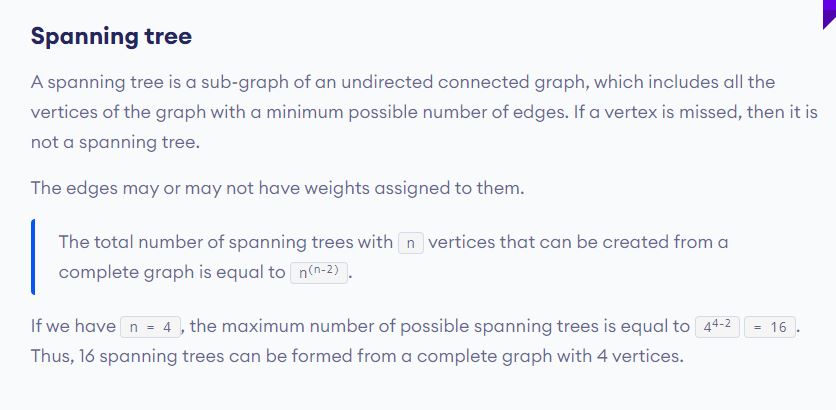 Spanning tree
A spanning tree is a sub-graph of an undirected connected graph, which includes all the
vertices of the graph with a minimum possible number of edges. If a vertex is missed, then it is
not a spanning tree.
The edges may or may not have weights assigned to them.
The total number of spanning trees with n vertices that can be created from a
complete graph is equal to n⁽ⁿ⁻²⁾.
If we have n = 4, the maximum number of possible spanning trees is equal to 4⁴⁻² = 16.
Thus, 16 spanning trees can be formed from a complete graph with 4 vertices.